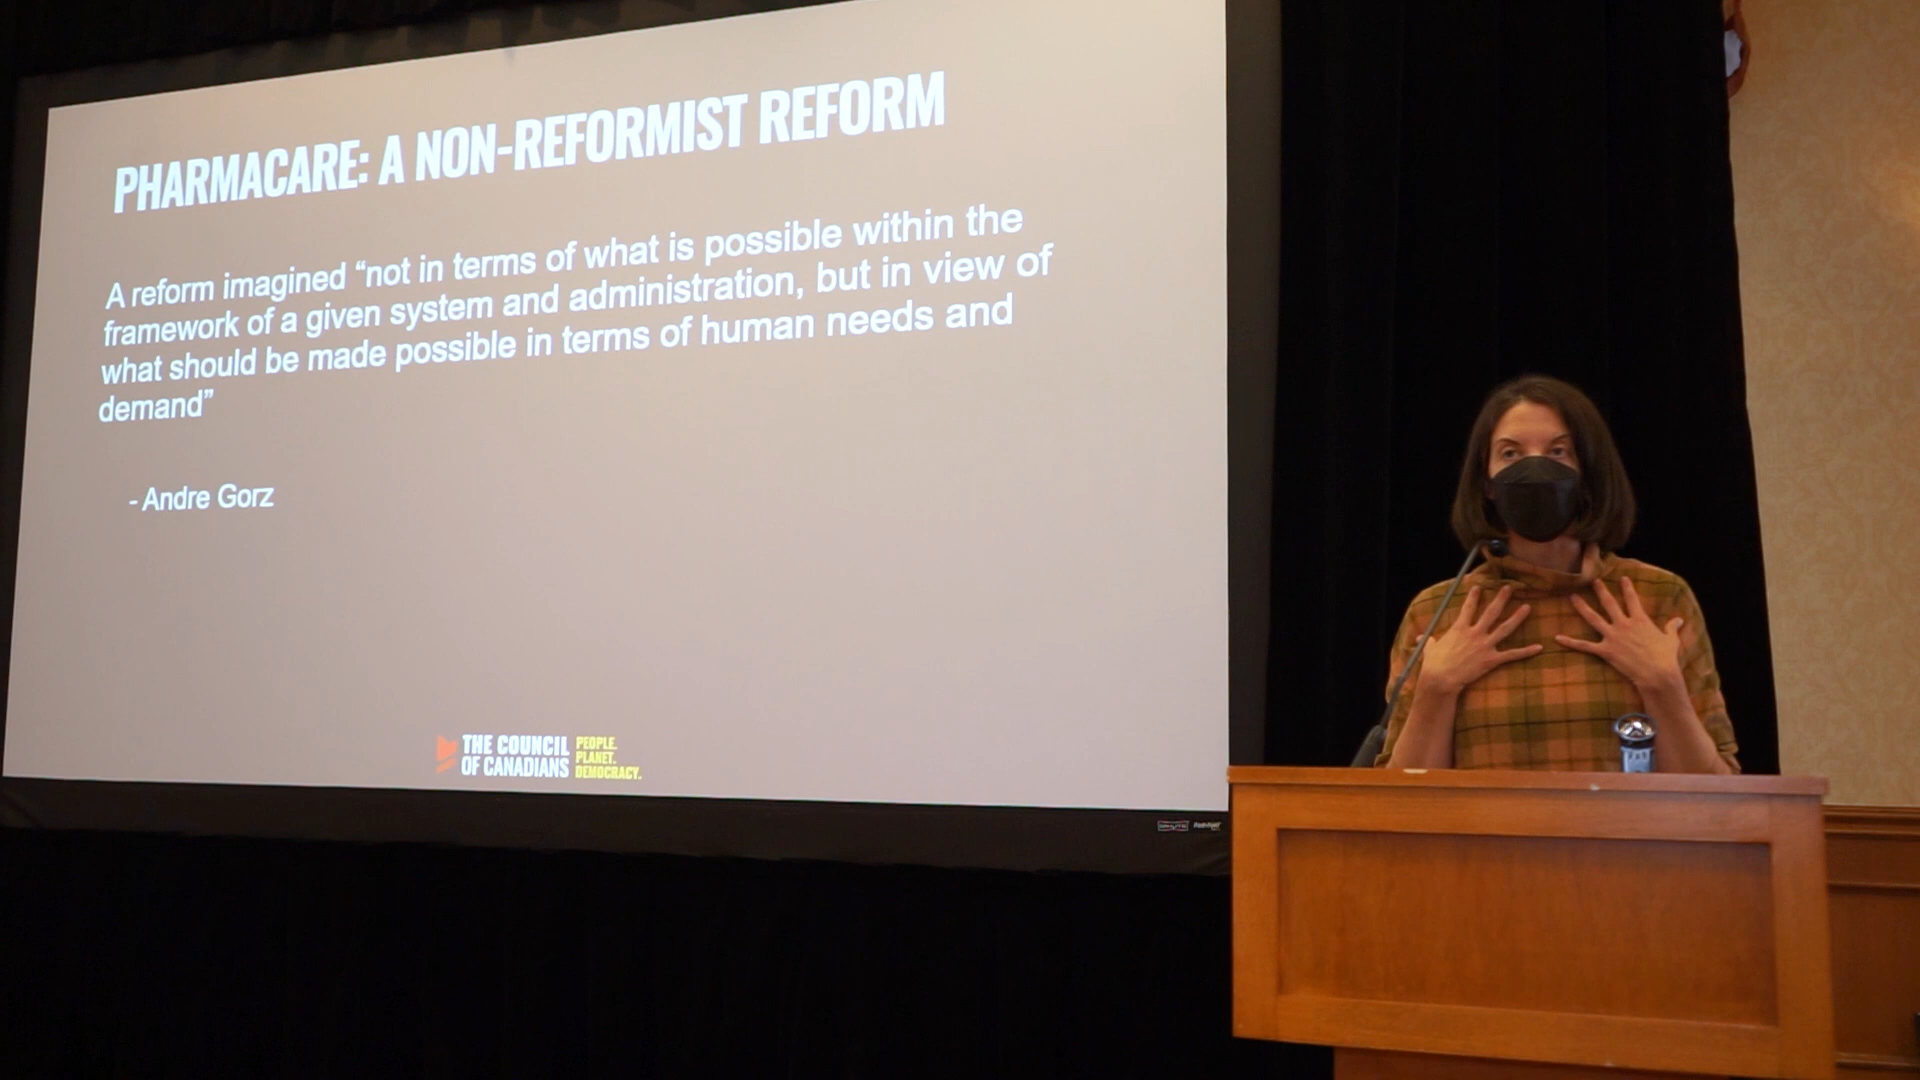 PHARMACARE: A NON-REFORMIST REFORM
A reform imagined “not in terms of what is possible within the
framework of a given system and administration, but in view of
what should be made possible in terms of human needs and
demand”
- Andre Gorz
THE COUNCIL
OF CANADIANS
PEOPLE.
PLANET.
DEMOCRACY.